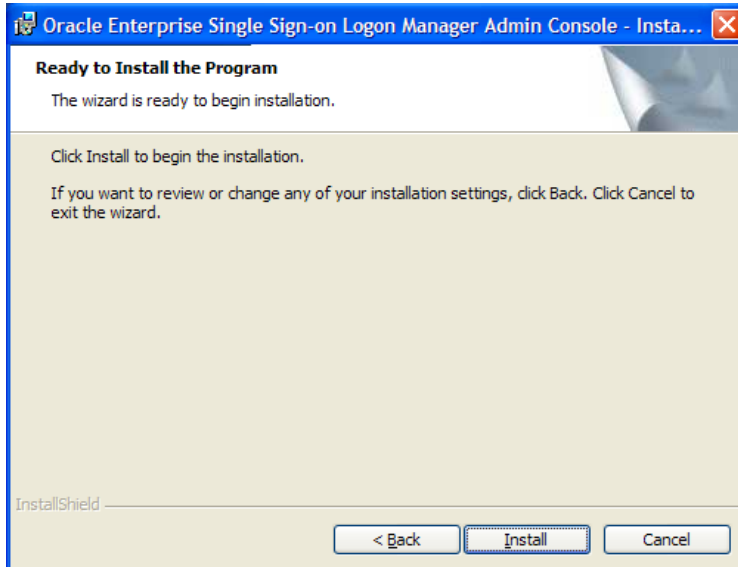 Oracle Enterprise Single Sign-on Logon Manager Admin Console - Insta...
Ready to Install the Program
The wizard is ready to begin installation.
Click Install to begin the installation.
If you want to review or change any of your installation settings, click Back. Click Cancel to
exit the wizard.
InstallShield
< Back
Install
Cancel